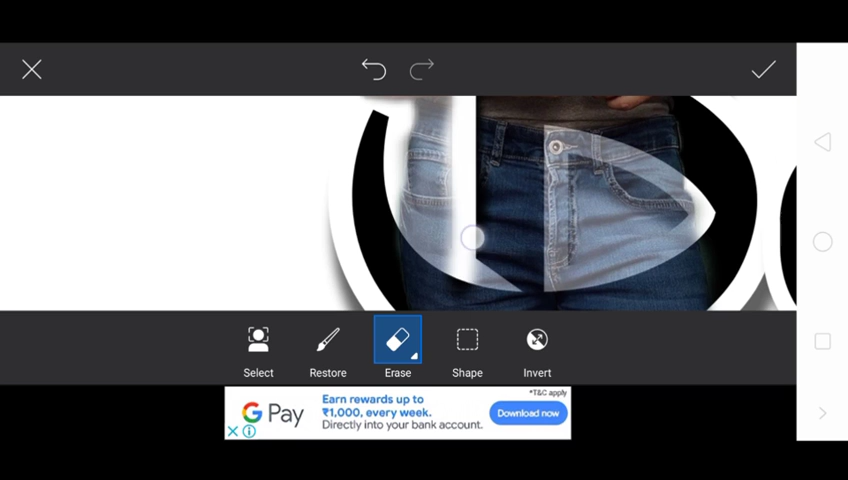 Select
Restore
Erase
Shape
Invert
*T&C apply
G Pay
Earn rewards up to
₹1,000, every week.
Directly into your bank account.
Download now